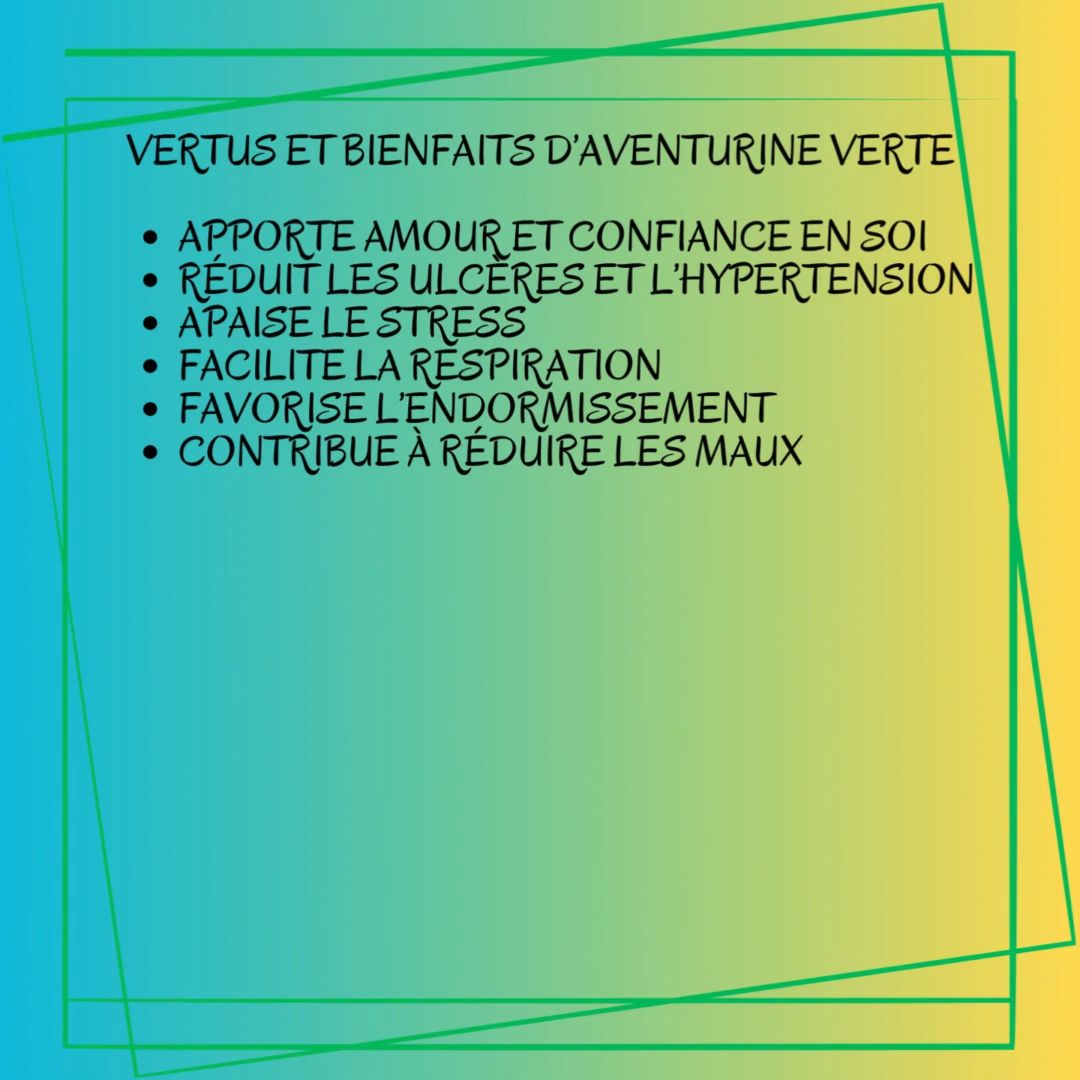 VERTUS ET BIENFAITS D'AVENTURINE VERTE
• APPORTE AMOUR ET CONFIANCE EN SOI
• RÉDUIT LES ULCÈRES ET L'HYPERTENSION
• APAISE LE STRESS
• FACILITE LA RESPIRATION
• FAVORISE L'ENDORMISSEMENT
• CONTRIBUE À RÉDUIRE LES MAUX